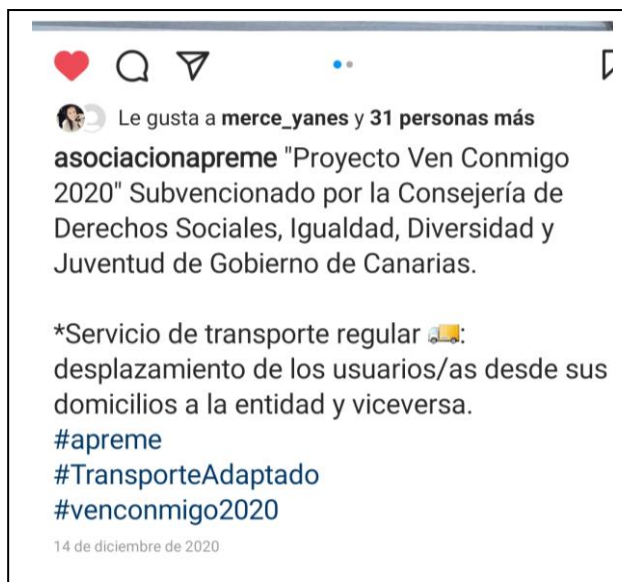 Le gusta a merce_yanes y 31 personas más
asociacionapreme "Proyecto Ven Conmigo
2020" Subvencionado por la Consejería de
Derechos Sociales, Igualdad, Diversidad y
Juventud de Gobierno de Canarias.
*Servicio de transporte regular 🚚:
desplazamiento de los usuarios/as desde sus
domicilios a la entidad y viceversa.
#apreme
#TransporteAdaptado
#venconmigo2020
14 de diciembre de 2020